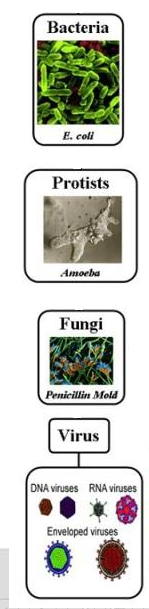 Bacteria
E. coli
Protists
Amoeba
Fungi
Penicillin Mold
Virus
DNA viruses RNA viruses
Enveloped viruses